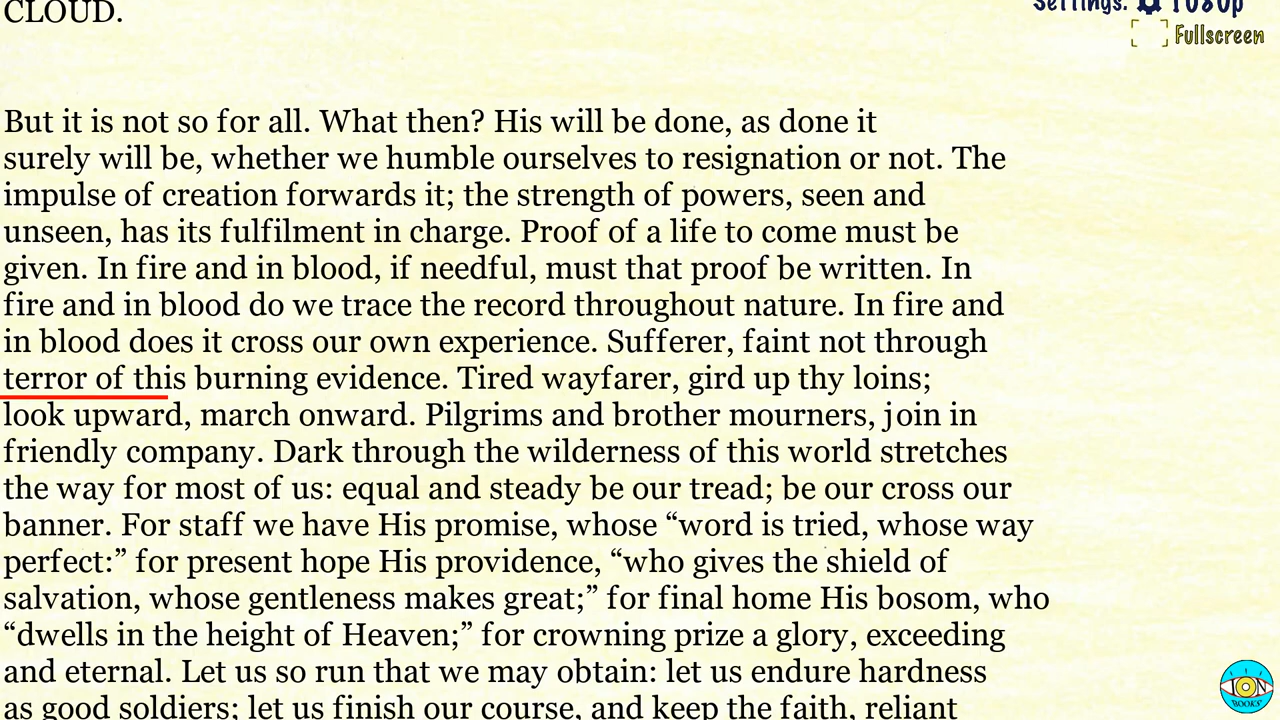 CLOUD.
Settings: 1080p
Fullscreen
But it is not so for all. What then? His will be done, as done it
surely will be, whether we humble ourselves to resignation or not. The
impulse of creation forwards it; the strength of powers, seen and
unseen, has its fulfilment in charge. Proof of a life to come must be
given. In fire and in blood, if needful, must that proof be written. In
fire and in blood do we trace the record throughout nature. In fire and
in blood does it cross our own experience. Sufferer, faint not through
terror of this burning evidence. Tired wayfarer, gird up thy loins;
look upward, march onward. Pilgrims and brother mourners, join in
friendly company. Dark through the wilderness of this world stretches
the way for most of us: equal and steady be our tread; be our cross our
banner. For staff we have His promise, whose “word is tried, whose way
perfect:” for present hope His providence, “who gives the shield of
salvation, whose gentleness makes great;” for final home His bosom, who
“dwells in the height of Heaven;” for crowning prize a glory, exceeding
and eternal. Let us so run that we may obtain: let us endure hardness
as good soldiers; let us finish our course, and keep the faith, reliant
ION
BOOKS